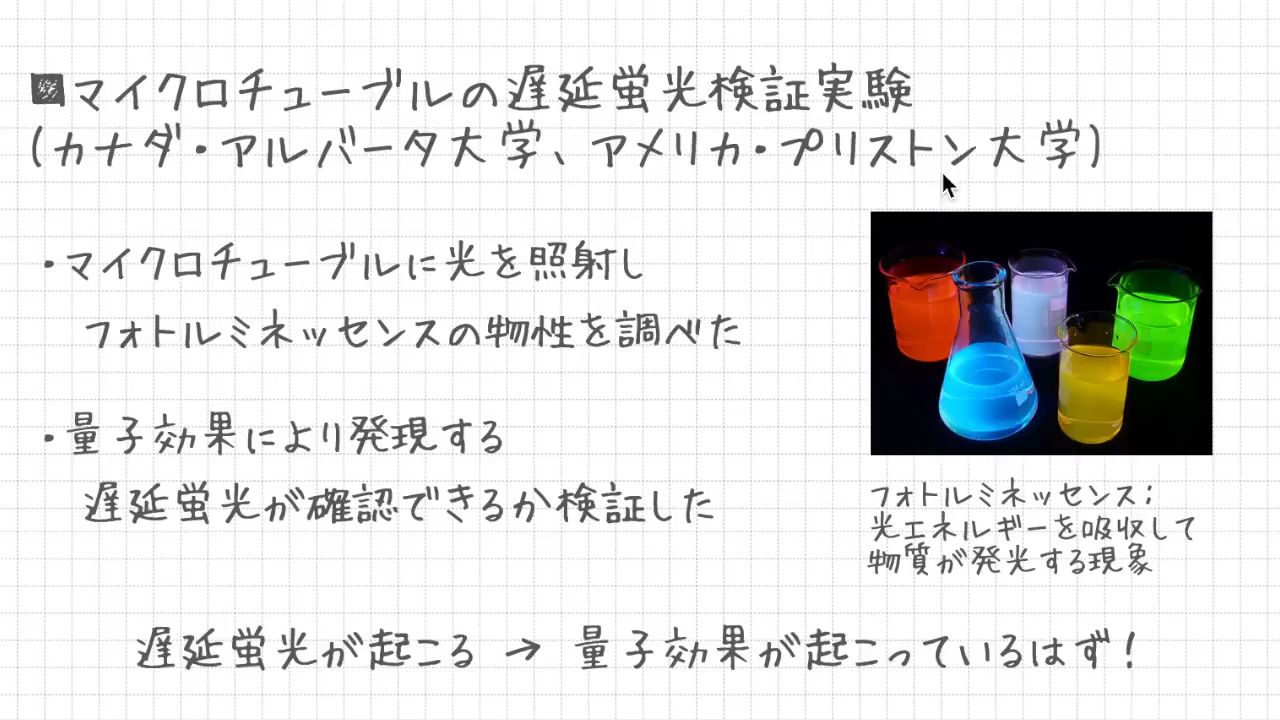 ■マイクロチューブルの遅延蛍光検証実験
(カナダ・アルバータ大学、アメリカ・プリストン大学)
・マイクロチューブルに光を照射し
フォトルミネッセンスの物性を調べた
・量子効果により発現する
遅延蛍光が確認できるか検証した
フォトルミネッセンス:
光エネルギーを吸収して
物質が発光する現象
遅延蛍光が起こる → 量子効果が起こっているはず!